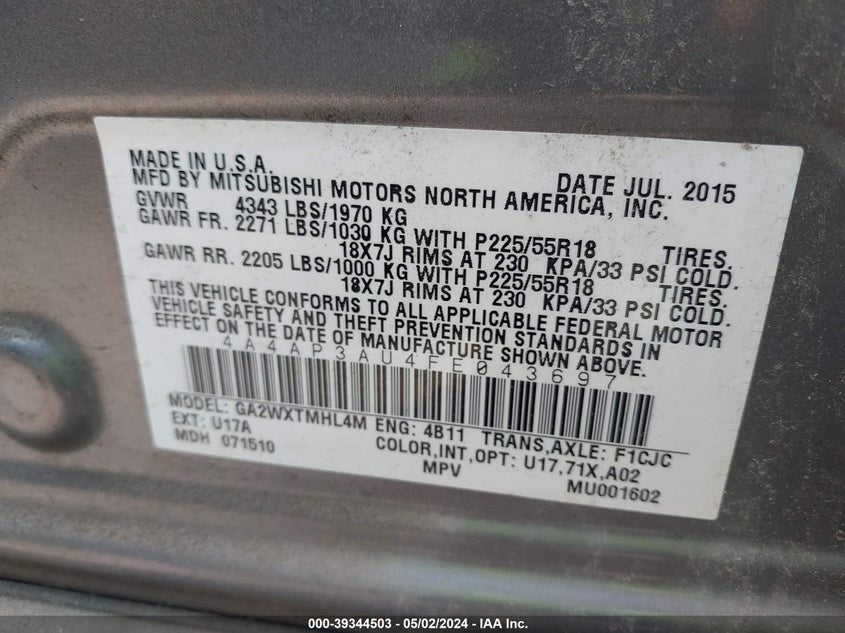 MADE IN U.S.A. DATE JUL. 2015
MFD BY MITSUBISHI MOTORS NORTH AMERICA, INC.
GVWR 4343 LBS/1970 KG
GAWR FR. 2271 LBS/1030 KG WITH P225/55R18 TIRES.
18X7J RIMS AT 230 KPA/33 PSI COLD.
GAWR RR. 2205 LBS/1000 KG WITH P225/55R18 TIRES.
18X7J RIMS AT 230 KPA/33 PSI COLD.
THIS VEHICLE CONFORMS TO ALL APPLICABLE FEDERAL MOTOR
VEHICLE SAFETY AND THEFT PREVENTION STANDARDS IN
EFFECT ON THE DATE OF MANUFACTURE SHOWN ABOVE.
4A4AP3AU4FE043697
MODEL: GA2WXTMHL4M ENG: 4B11 TRANS,AXLE: F1CJC
EXT: U17A COLOR,INT,OPT: U17,71X,A02
MDH 071510 MPV MU001602
000-39344503 - 05/02/2024 - IAA Inc.